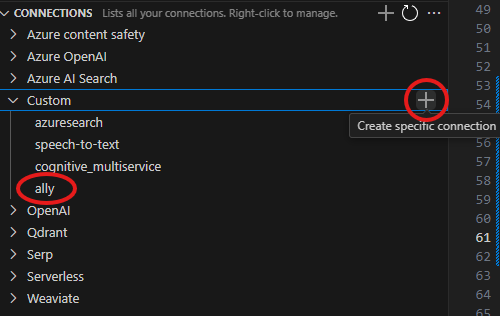 CONNECTIONS Lists all your connections. Right-click to manage. 49
Azure content safety 50
51
Azure OpenAI 52
Azure AI Search 53
Custom 54
azuresearch
Create specific connection
speech-to-text 56
57
cognitive_multiservice 58
ally 59
OpenAI 60
Qdrant 61
Serp 62
Serverless 63
Weaviate 64
65